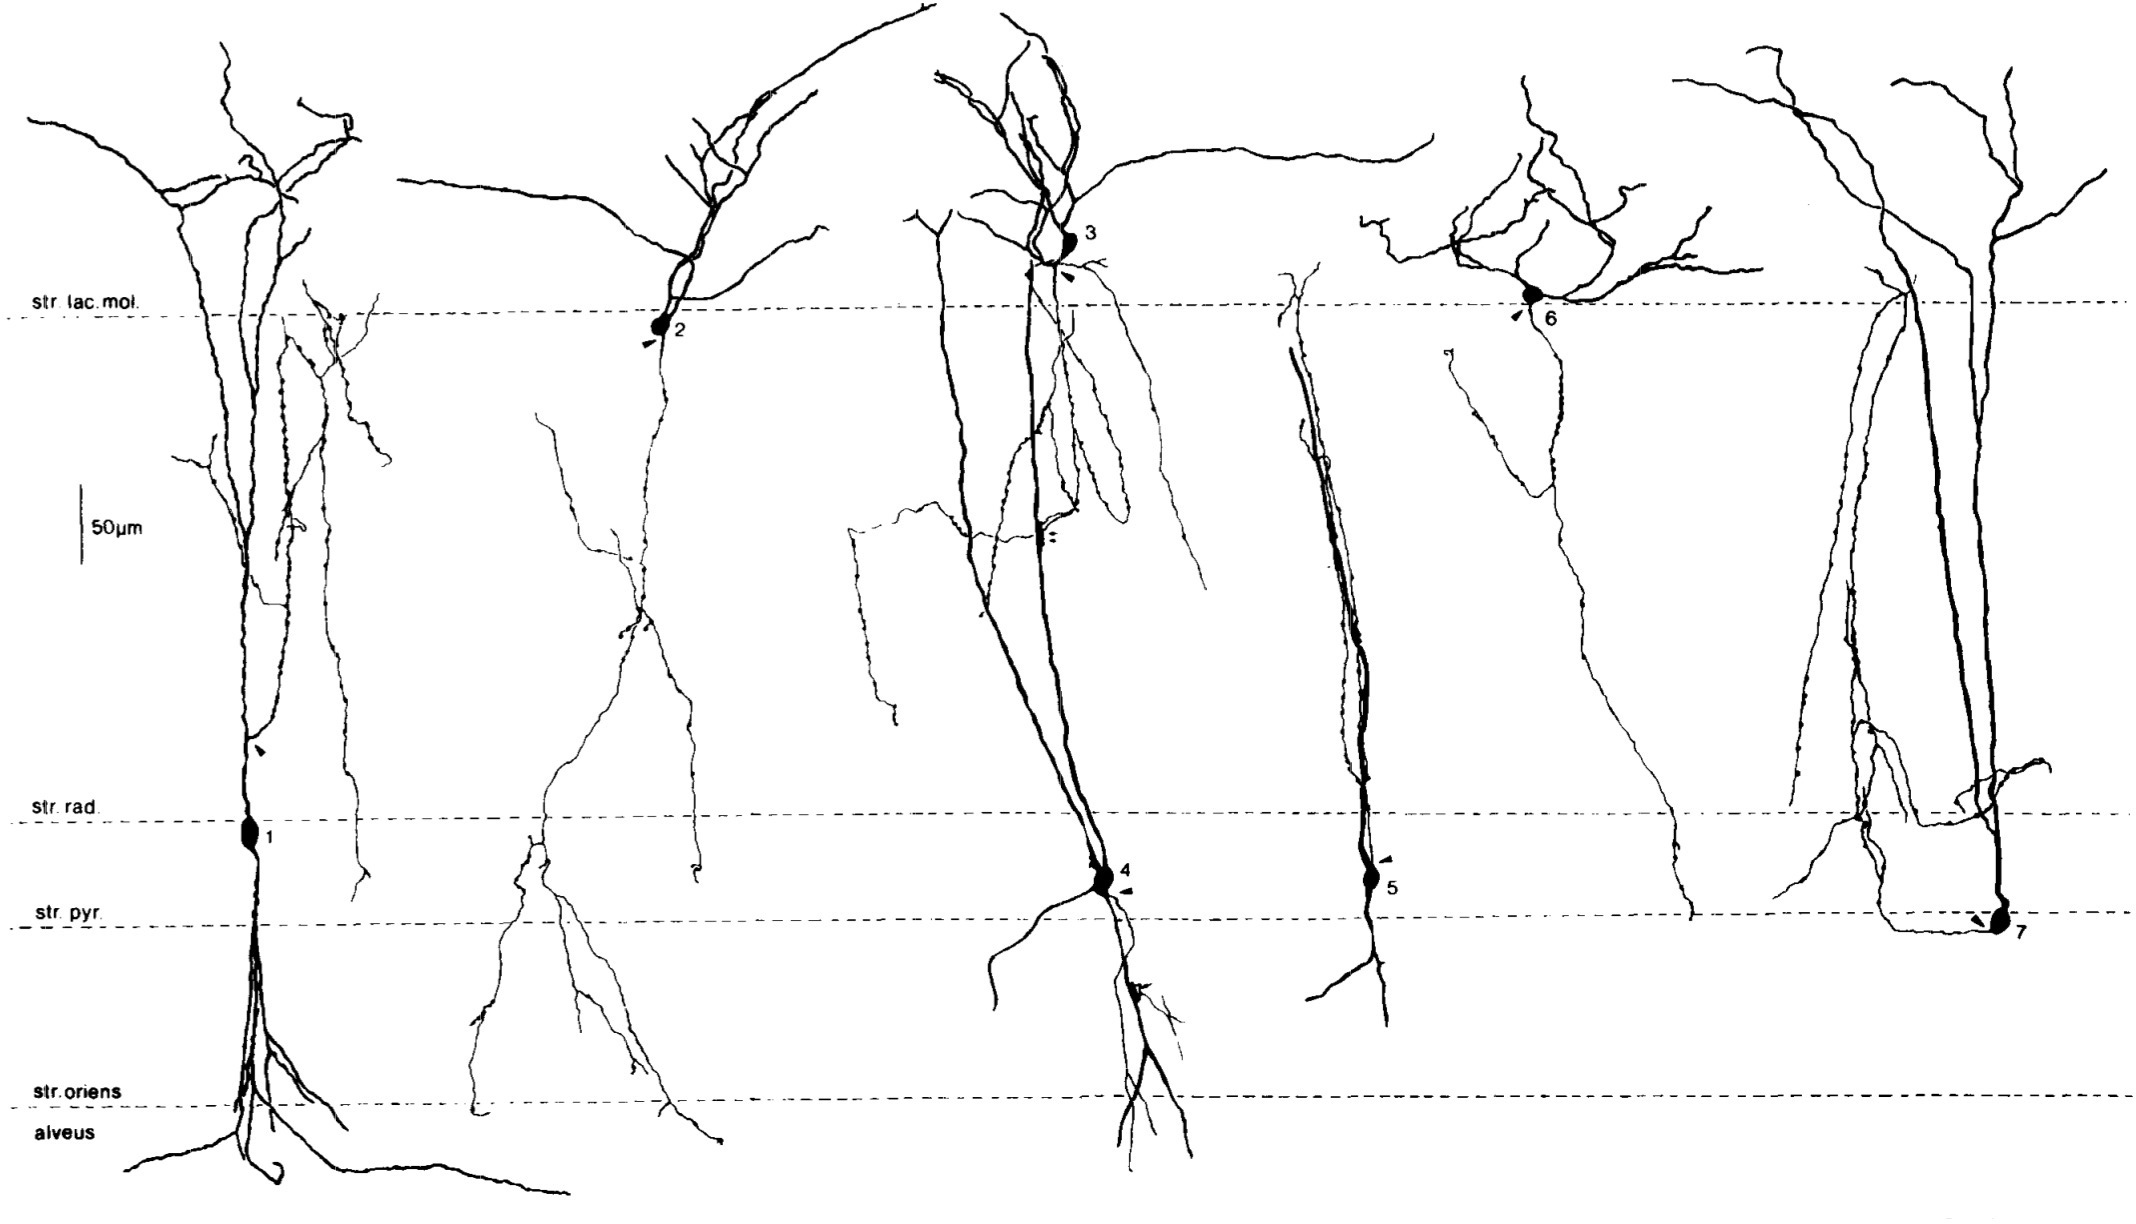 3
str. lac. mol.
2
6
50µm
str. rad.
1
4
5
str. pyr.
7
str. oriens
alveus